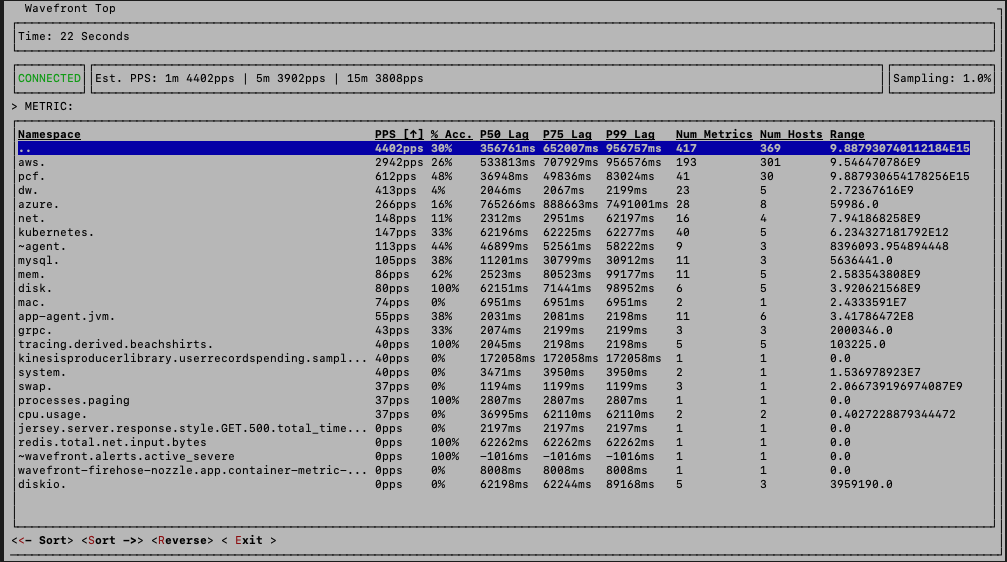 Wavefront Top
Time: 22 Seconds
CONNECTED Est. PPS: 1m 4402pps | 5m 3902pps | 15m 3808pps Sampling: 1.0%
> METRIC:
Namespace PPS [↑] % Acc. P50 Lag P75 Lag P99 Lag Num Metrics Num Hosts Range
.. 4402pps 30% 356761ms 652007ms 956757ms 417 369 9.887930740112184E15
aws. 2942pps 26% 533813ms 707929ms 956576ms 193 301 9.546470786E9
pcf. 612pps 48% 36948ms 49836ms 83024ms 41 30 9.887930654178256E15
dw. 413pps 4% 2046ms 2067ms 2199ms 23 5 2.72367616E9
azure. 266pps 16% 765266ms 888663ms 7491001ms 28 8 59986.0
net. 148pps 11% 2312ms 2951ms 62197ms 16 4 7.941868258E9
kubernetes. 147pps 33% 62196ms 62225ms 62277ms 40 5 6.234327181792E12
~agent. 113pps 44% 46899ms 52561ms 58222ms 9 3 8396093.954894448
mysql. 105pps 38% 11201ms 30799ms 30912ms 11 3 5636441.0
mem. 86pps 62% 2523ms 80523ms 99177ms 11 5 2.583543808E9
disk. 80pps 100% 62151ms 71441ms 98952ms 6 5 3.920621568E9
mac. 74pps 0% 6951ms 6951ms 6951ms 2 1 2.4333591E7
app-agent.jvm. 55pps 38% 2031ms 2081ms 2198ms 11 6 3.41786472E8
grpc. 43pps 33% 2074ms 2199ms 2199ms 3 3 2000346.0
tracing.derived.beachshirts. 40pps 100% 2045ms 2198ms 2198ms 5 5 103225.0
kinesisproducerlibrary.userrecordspending.sampl... 40pps 0% 172058ms 172058ms 172058ms 1 1 0.0
system. 40pps 0% 3471ms 3950ms 3950ms 2 1 1.536978923E7
swap. 37pps 0% 1194ms 1199ms 1199ms 3 1 2.066739196974087E9
processes.paging 37pps 100% 2807ms 2807ms 2807ms 1 1 0.0
cpu.usage. 37pps 0% 36995ms 62110ms 62110ms 2 2 0.4027228879344472
jersey.server.response.style.GET.500.total_time... 0pps 0% 2197ms 2197ms 2197ms 1 1 0.0
redis.total.net.input.bytes 0pps 100% 62262ms 62262ms 62262ms 1 1 0.0
~wavefront.alerts.active_severe 0pps 100% -1016ms -1016ms -1016ms 1 1 0.0
wavefront-firehose-nozzle.app.container-metric-... 0pps 0% 8008ms 8008ms 8008ms 1 1 0.0
diskio. 0pps 0% 62198ms 62244ms 89168ms 5 3 3959190.0
<<- Sort> <Sort ->> <Reverse> < Exit >